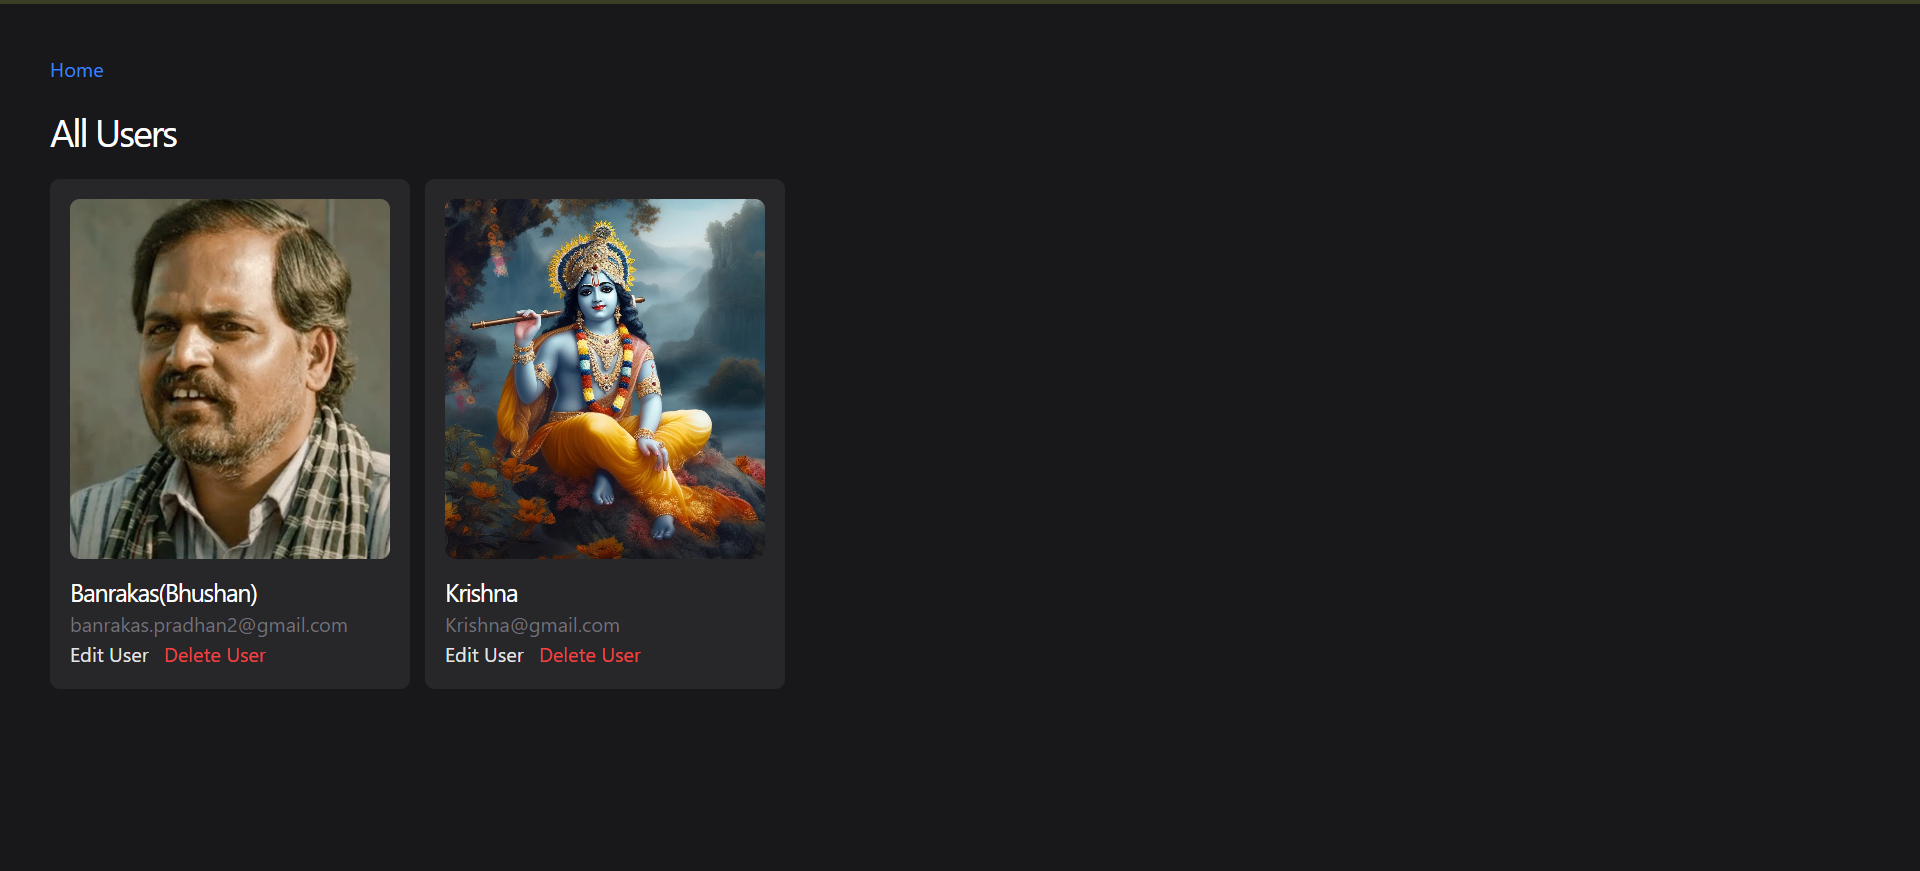 Home
All Users
Banrakas(Bhushan)
banrakas.pradhan2@gmail.com
Edit User Delete User
Krishna
Krishna@gmail.com
Edit User Delete User